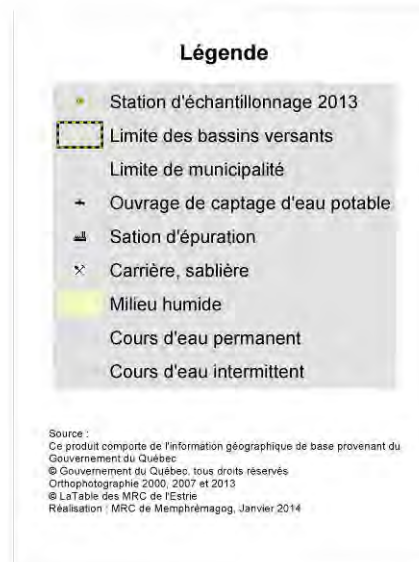 Légende
Station d'échantillonnage 2013
Limite des bassins versants
Limite de municipalité
Ouvrage de captage d'eau potable
Sation d'épuration
Carrière, sablière
Milieu humide
Cours d'eau permanent
Cours d'eau intermittent
Source :
Ce produit comporte de l'information géographique de base provenant du
Gouvernement du Québec
© Gouvernement du Québec, tous droits réservés
Orthophotographie 2000, 2007 et 2013
© LaTable des MRC de l'Estrie
Réalisation : MRC de Memphrémagog, Janvier 2014